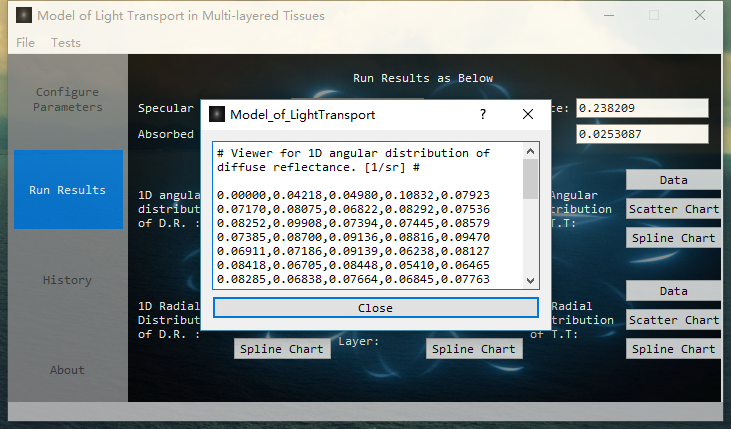 Model of Light Transport in Multi-layered Tissues
File Tests
Configure
Parameters
Run Results
History
About
Run Results as Below
Specular
ce:
0.238209
Absorbed
0.0253087
1D angula
distribut
of D.R. :
Angular
tribution
T.T:
Data
Scatter Chart
Spline Chart
1D Radial
Distribut
of D.R. :
Spline Chart
Layer:
Spline Chart
Radial
tribution
of T.T:
Data
Scatter Chart
Spline Chart
Model_of_LightTransport
?
# Viewer for 1D angular distribution of
diffuse reflectance. [1/sr] #
0.00000,0.04218,0.04980,0.10832,0.07923
0.07170,0.08075,0.06822,0.08292,0.07536
0.08252,0.09908,0.07394,0.07445,0.08579
0.07385,0.08700,0.09136,0.08816,0.09470
0.06911,0.07186,0.09139,0.06238,0.08127
0.08418,0.06705,0.08448,0.05410,0.06465
0.08285,0.06838,0.07664,0.06845,0.07763
Close